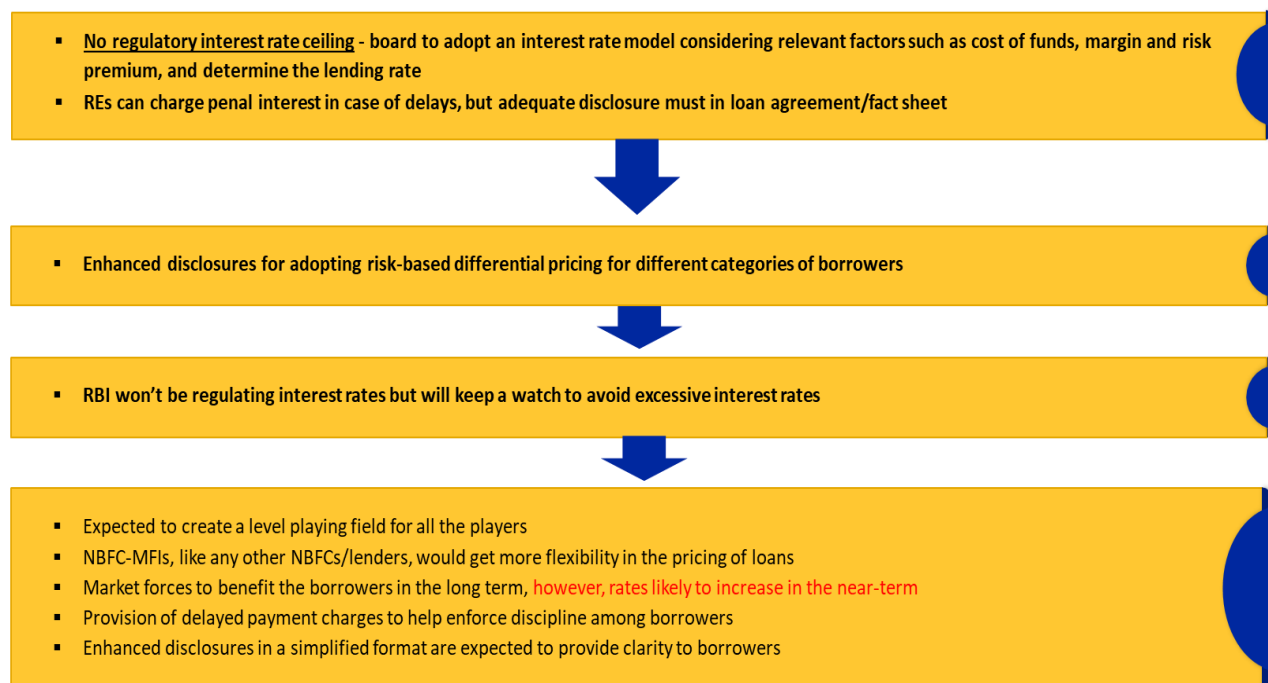 ▪ No regulatory interest rate ceiling - board to adopt an interest rate model considering relevant factors such as cost of funds, margin and risk
premium, and determine the lending rate
▪ REs can charge penal interest in case of delays, but adequate disclosure must in loan agreement/fact sheet
▪ Enhanced disclosures for adopting risk-based differential pricing for different categories of borrowers
▪ RBI won’t be regulating interest rates but will keep a watch to avoid excessive interest rates
▪ Expected to create a level playing field for all the players
▪ NBFC-MFIs, like any other NBFCs/lenders, would get more flexibility in the pricing of loans
▪ Market forces to benefit the borrowers in the long term, however, rates likely to increase in the near-term
▪ Provision of delayed payment charges to help enforce discipline among borrowers
▪ Enhanced disclosures in a simplified format are expected to provide clarity to borrowers